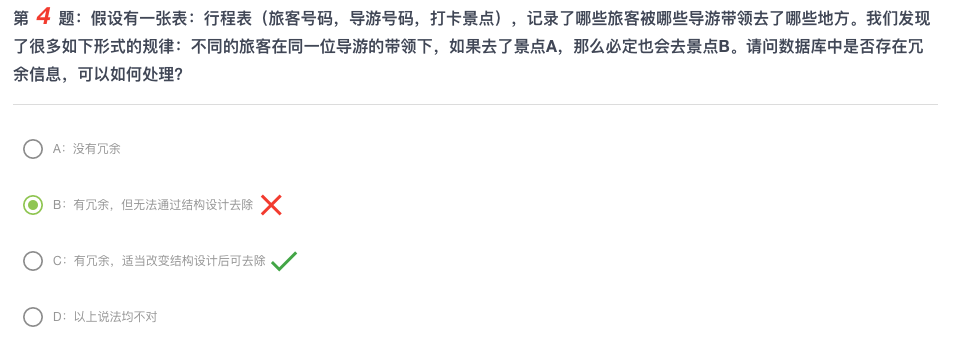 第 4 题：假设有一张表：行程表（旅客号码，导游号码，打卡景点），记录了哪些旅客被哪些导游带领去了哪些地方。我们发现
了很多如下形式的规律：不同的旅客在同一位导游的带领下，如果去了景点A，那么必定也会去景点B。请问数据库中是否存在冗
余信息，可以如何处理？
A：没有冗余
B：有冗余，但无法通过结构设计去除
C：有冗余，适当改变结构设计后可去除
D：以上说法均不对